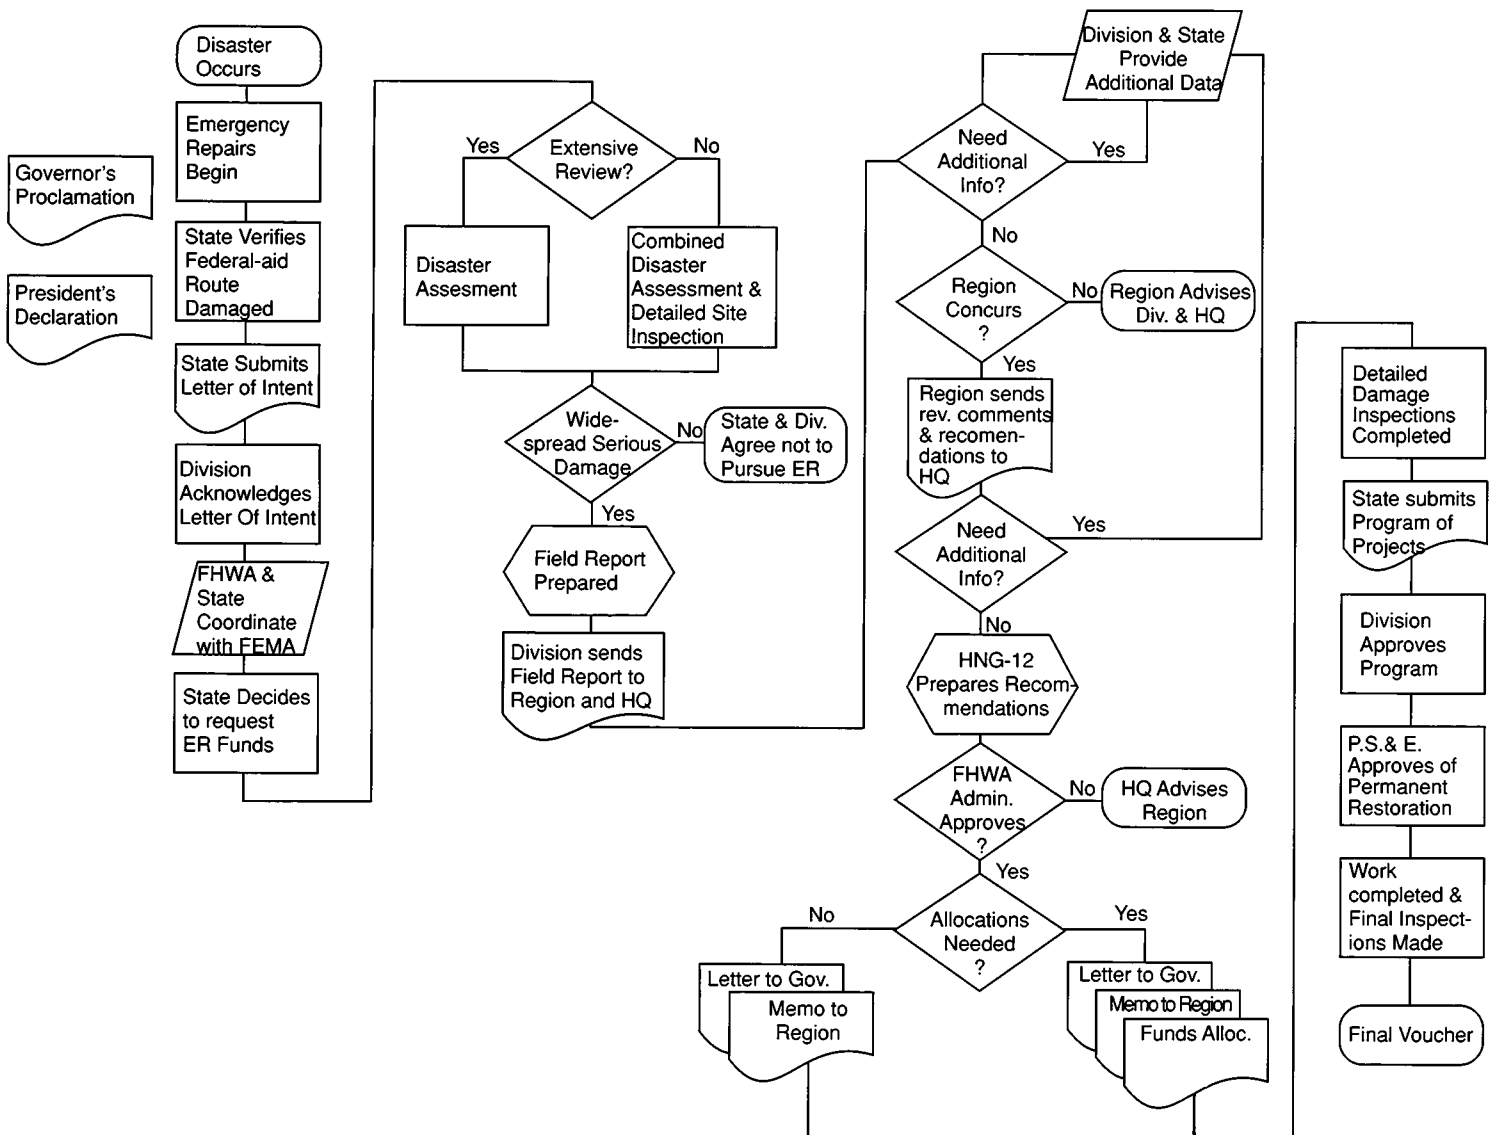 Disaster
Occurs
Emergency
Repairs
Begin
Governor's
Proclamation
State Verifies
Federal-aid
Route
Damaged
President's
Declaration
State Submits
Letter of Intent
Division
Acknowledges
Letter Of Intent
FHWA &
State
Coordinate
with FEMA
State Decides
to request
ER Funds
Extensive
Review?
Yes
No
Disaster
Assesment
Combined
Disaster
Assessment &
Detailed Site
Inspection
Wide-
spread Serious
Damage
No
State & Div.
Agree not to
Pursue ER
Yes
Field Report
Prepared
Division sends
Field Report to
Region and HQ
Division & State
Provide
Additional Data
Need
Additional
Info?
Yes
No
Region
Concurs
?
No
Region Advises
Div. & HQ
Yes
Region sends
rev. comments
& recomen-
dations to
HQ
Need
Additional
Info?
Yes
No
HNG-12
Prepares Recom-
mendations
FHWA
Admin.
Approves
?
No
HQ Advises
Region
Yes
Allocations
Needed
?
No
Yes
Letter to Gov.
Memo to
Region
Letter to Gov.
Memo to Region
Funds Alloc.
Detailed
Damage
Inspections
Completed
State submits
Program of
Projects
Division
Approves
Program
P.S.& E.
Approves of
Permanent
Restoration
Work
completed &
Final Inspect-
ions Made
Final Voucher